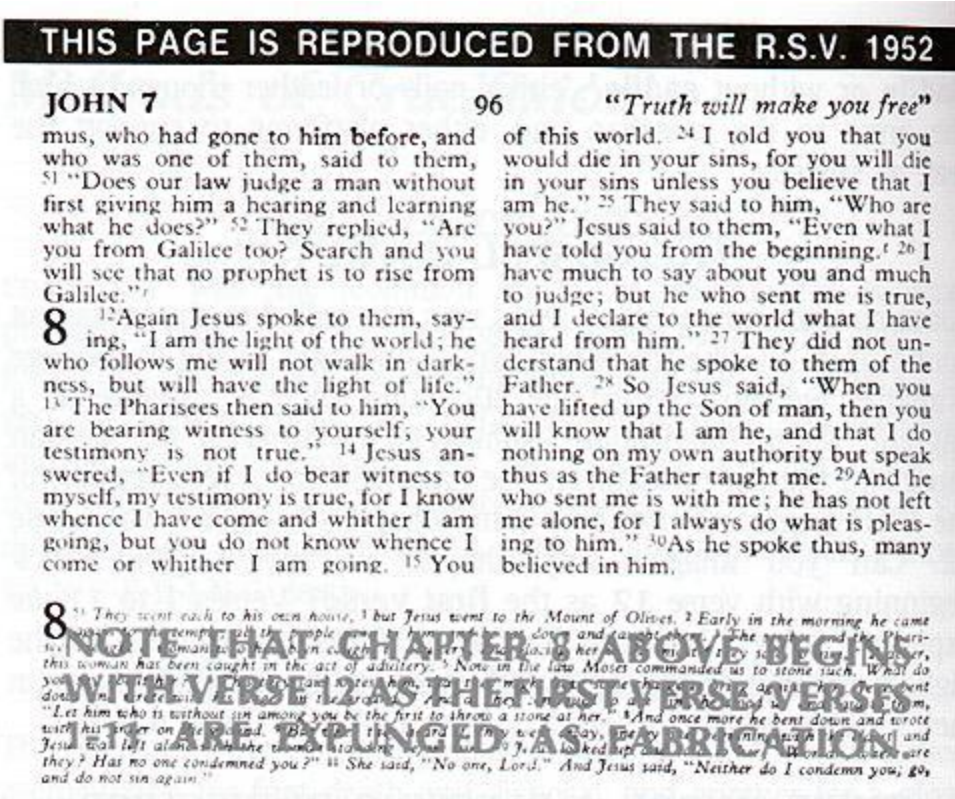 THIS PAGE IS REPRODUCED FROM THE R.S.V. 1952
JOHN 7 96 "Truth will make you free"
mus, who had gone to him before, and
who was one of them, said to them,
51 "Does our law judge a man without
first giving him a hearing and learning
what he does?" 52 They replied, "Are
you from Galilee too? Search and you
will see that no prophet is to rise from
Galilee."r
8 12Again Jesus spoke to them, say-
ing, "I am the light of the world; he
who follows me will not walk in dark-
ness, but will have the light of life."
13 The Pharisees then said to him, "You
are bearing witness to yourself; your
testimony is not true." 14 Jesus an-
swered, "Even if I do bear witness to
myself, my testimony is true, for I know
whence I have come and whither I am
going, but you do not know whence I
come or whither I am going. 15 You
of this world. 24 I told you that you
would die in your sins, for you will die
in your sins unless you believe that I
am he." 25 They said to him, "Who are
you?" Jesus said to them, "Even what I
have told you from the beginning. 26 I
have much to say about you and much
to judge; but he who sent me is true,
and I declare to the world what I have
heard from him." 27 They did not un-
derstand that he spoke to them of the
Father. 28 So Jesus said, "When you
have lifted up the Son of man, then you
will know that I am he, and that I do
nothing on my own authority but speak
thus as the Father taught me. 29And he
who sent me is with me; he has not left
me alone, for I always do what is pleas-
ing to him." 30As he spoke thus, many
believed in him.
8 They went each to his own house, 1 but Jesus went to the Mount of Olives. 2 Early in the morning he came
NOTE THAT CHAPTER 8 ABOVE BEGINS
this woman has been caught in the act of adultery. 5 Now in the law Moses commanded us to stone such. What do
WITH VERSE 12 AS THE FIRST VERSE VERSES
"Let him who is without sin among you be the first to throw a stone at her." 8And once more he bent down and wrote
1-11 ARE EXPUNGED AS FABRICATION.
they? Has no one condemned you?" 11 She said, "No one, Lord." And Jesus said, "Neither do I condemn you; go,
and do not sin again."